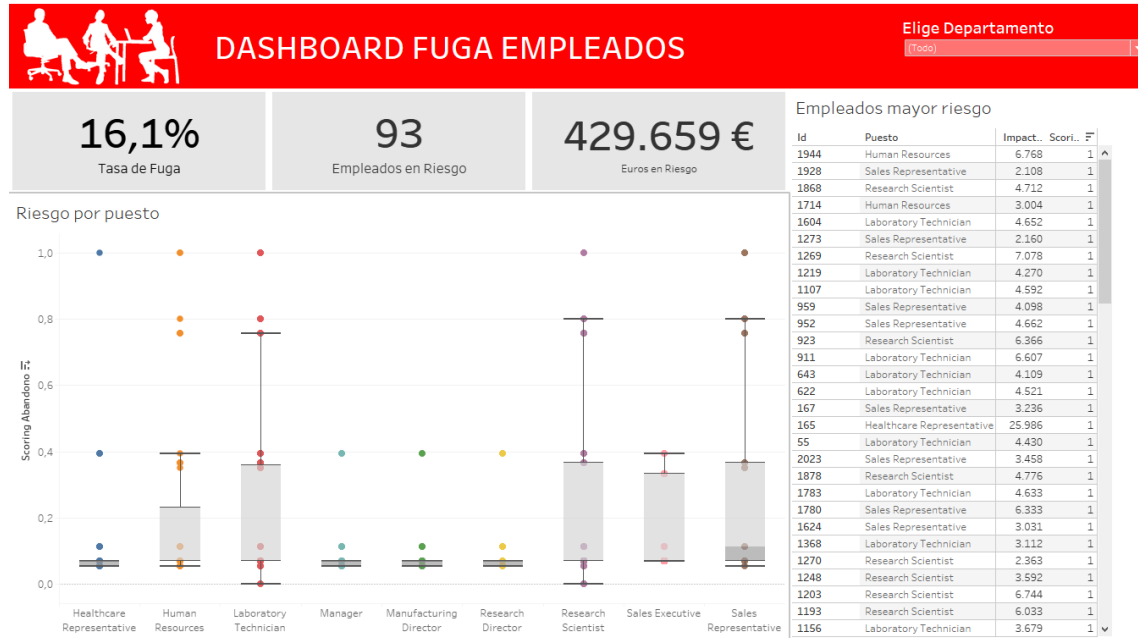 DASHBOARD FUGA EMPLEADOS
Elige Departamento
(Todo)
16,1%
Tasa de Fuga
93
Empleados en Riesgo
429.659 €
Euros en Riesgo
Riesgo por puesto
1,0
0,8
0,6
0,4
0,2
0,0
Scoring Abandono
Healthcare Representative
Human Resources
Laboratory Technician
Manager
Manufacturing Director
Research Director
Research Scientist
Sales Executive
Sales Representative
Empleados mayor riesgo
Id Puesto Impact.. Scori..
1944 Human Resources 6.768 1
1928 Sales Representative 2.108 1
1868 Research Scientist 4.712 1
1714 Human Resources 3.004 1
1604 Laboratory Technician 4.652 1
1273 Sales Representative 2.160 1
1269 Research Scientist 7.078 1
1219 Laboratory Technician 4.270 1
1107 Laboratory Technician 4.592 1
959 Sales Representative 4.098 1
952 Sales Representative 4.662 1
923 Research Scientist 6.366 1
911 Laboratory Technician 6.607 1
643 Laboratory Technician 4.109 1
622 Laboratory Technician 4.521 1
167 Sales Representative 3.236 1
165 Healthcare Representative 25.986 1
55 Laboratory Technician 4.430 1
2023 Sales Representative 3.458 1
1878 Research Scientist 4.776 1
1783 Laboratory Technician 4.633 1
1780 Sales Representative 6.333 1
1624 Sales Representative 3.031 1
1368 Laboratory Technician 3.112 1
1270 Research Scientist 2.363 1
1248 Research Scientist 3.592 1
1203 Research Scientist 6.744 1
1193 Research Scientist 6.033 1
1156 Laboratory Technician 3.679 1